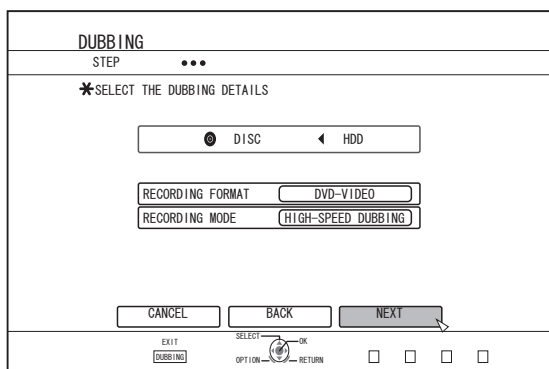 DUBBING
STEP •••
*SELECT THE DUBBING DETAILS
DISC ◀ HDD
RECORDING FORMAT DVD-VIDEO
RECORDING MODE HIGH-SPEED DUBBING
CANCEL BACK NEXT
EXIT SELECT OK
DUBBING OPTION RETURN